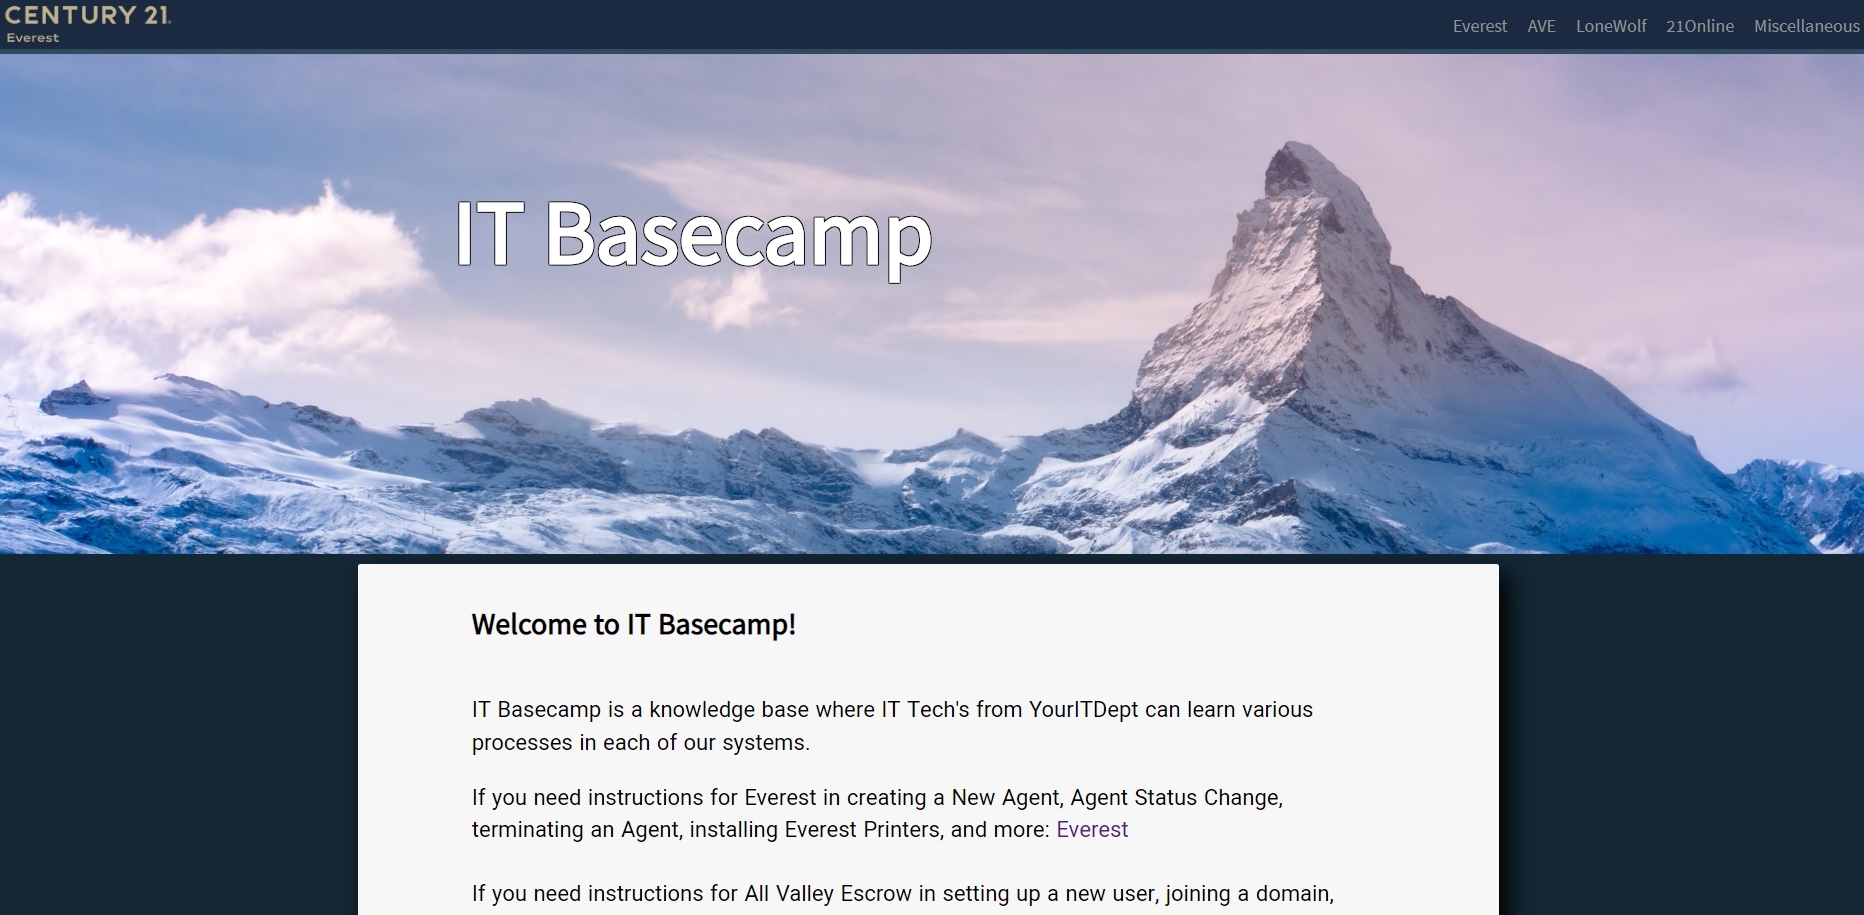 CENTURY 21.
Everest
Everest AVE LoneWolf 21Online Miscellaneous
IT Basecamp
Welcome to IT Basecamp!
IT Basecamp is a knowledge base where IT Tech's from YourITDept can learn various
processes in each of our systems.
If you need instructions for Everest in creating a New Agent, Agent Status Change,
terminating an Agent, installing Everest Printers, and more: Everest
If you need instructions for All Valley Escrow in setting up a new user, joining a domain,